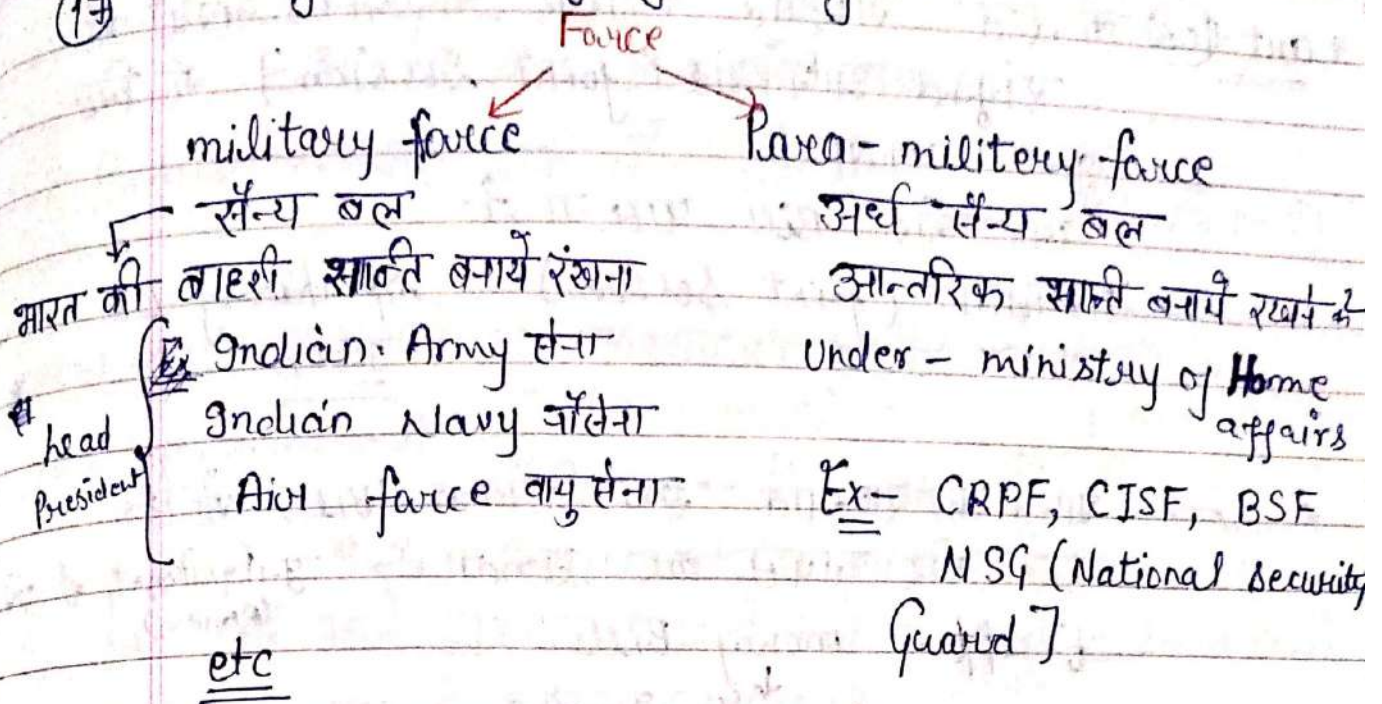 17
Force
military force
सैन्य बल
भारत की बाहरी शान्ति बनाये रखना
Indian Army सेना
Indian Navy नौसेना
Air force वायु सेना
head
President
etc
Para-militery force
अर्ध सैन्य बल
आन्तरिक शान्ति बनाये रखने के
Under - ministry of Home
affairs
Ex- CRPF, CISF, BSF
NSG (National security
Guard].